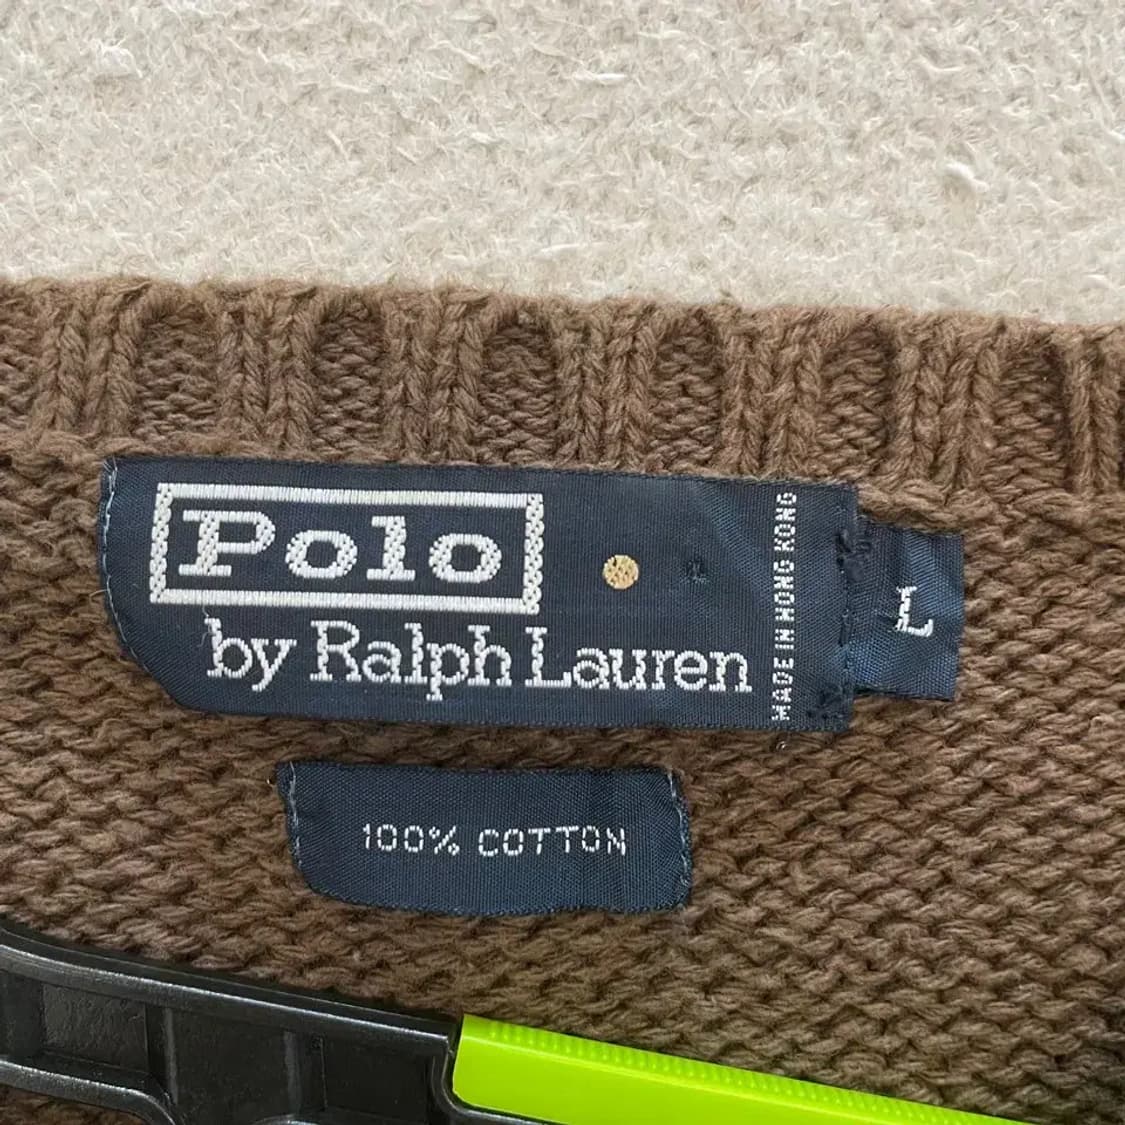 Polo
by Ralph Lauren
MADE IN HONG KONG
L
100% COTTON